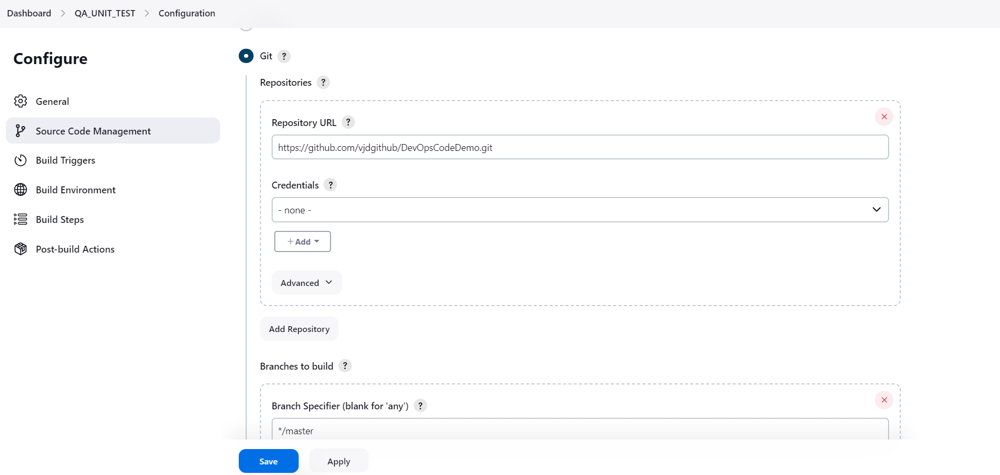 Dashboard > QA_UNIT_TEST > Configuration
Configure
General
Source Code Management
Build Triggers
Build Environment
Build Steps
Post-build Actions
Git ?
Repositories ?
Repository URL ?
https://github.com/vjdgithub/DevOpsCodeDemo.git
Credentials ?
- none -
+ Add
Advanced
Add Repository
Branches to build ?
Branch Specifier (blank for 'any') ?
*/master
Save Apply